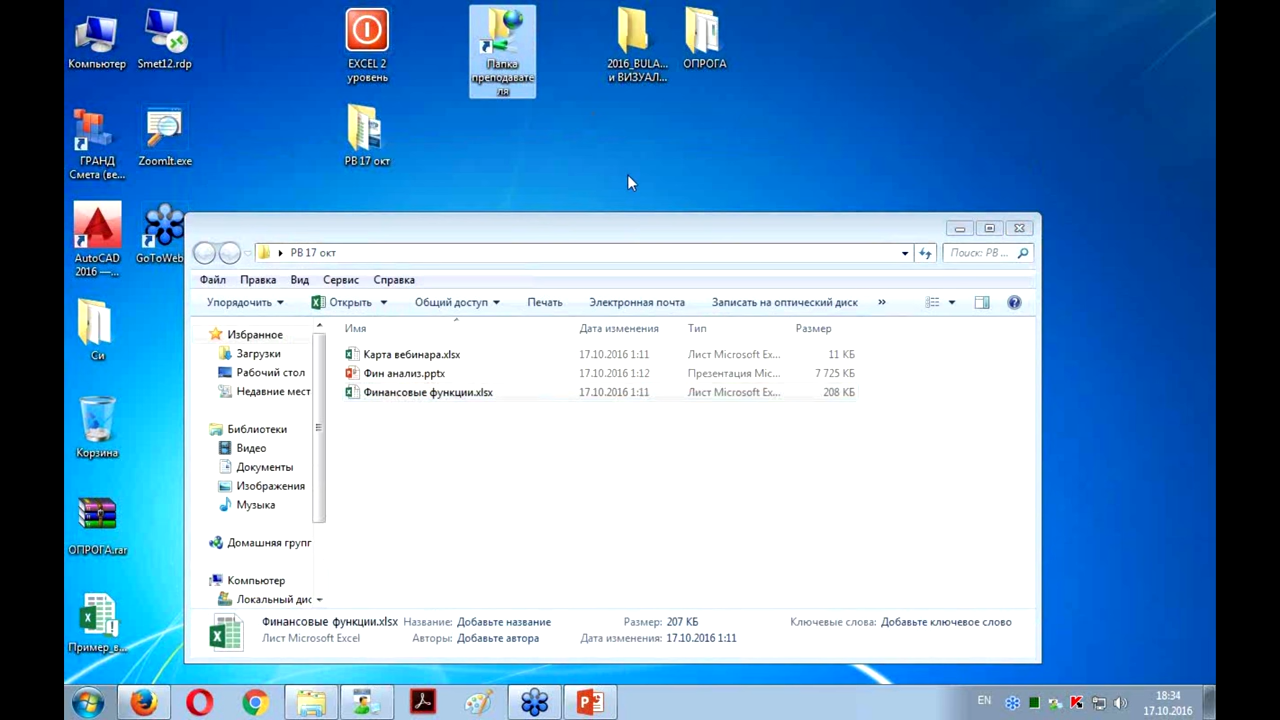 Компьютер
Smet12.rdp
EXCEL 2
уровень
Папка
преподавате
ля
2016_BULA...
и ВИЗУАЛ...
ОПРОГА
ГРАНД
Смета (ве...
ZoomIt.exe
РВ 17 окт
AutoCAD
2016 —...
GoToWeb
Си
Корзина
ОПРОГА.rar
Пример_в...
РВ 17 окт
Поиск: РВ ...
Файл Правка Вид Сервис Справка
Упорядочить Открыть Общий доступ Печать Электронная почта Записать на оптический диск »
Имя Дата изменения Тип Размер
Карта вебинара.xlsx 17.10.2016 1:11 Лист Microsoft Ex... 11 КБ
Фин анализ.pptx 17.10.2016 1:12 Презентация Mic... 7 725 КБ
Финансовые функции.xlsx 17.10.2016 1:11 Лист Microsoft Ex... 208 КБ
Избранное
Загрузки
Рабочий стол
Недавние мест
Библиотеки
Видео
Документы
Изображения
Музыка
Домашняя групп
Компьютер
Локальный дис
Финансовые функции.xlsx Название: Добавьте название Размер: 207 КБ Ключевые слова: Добавьте ключевое слово
Лист Microsoft Excel Авторы: Добавьте автора Дата изменения: 17.10.2016 1:11
EN
18:34
17.10.2016